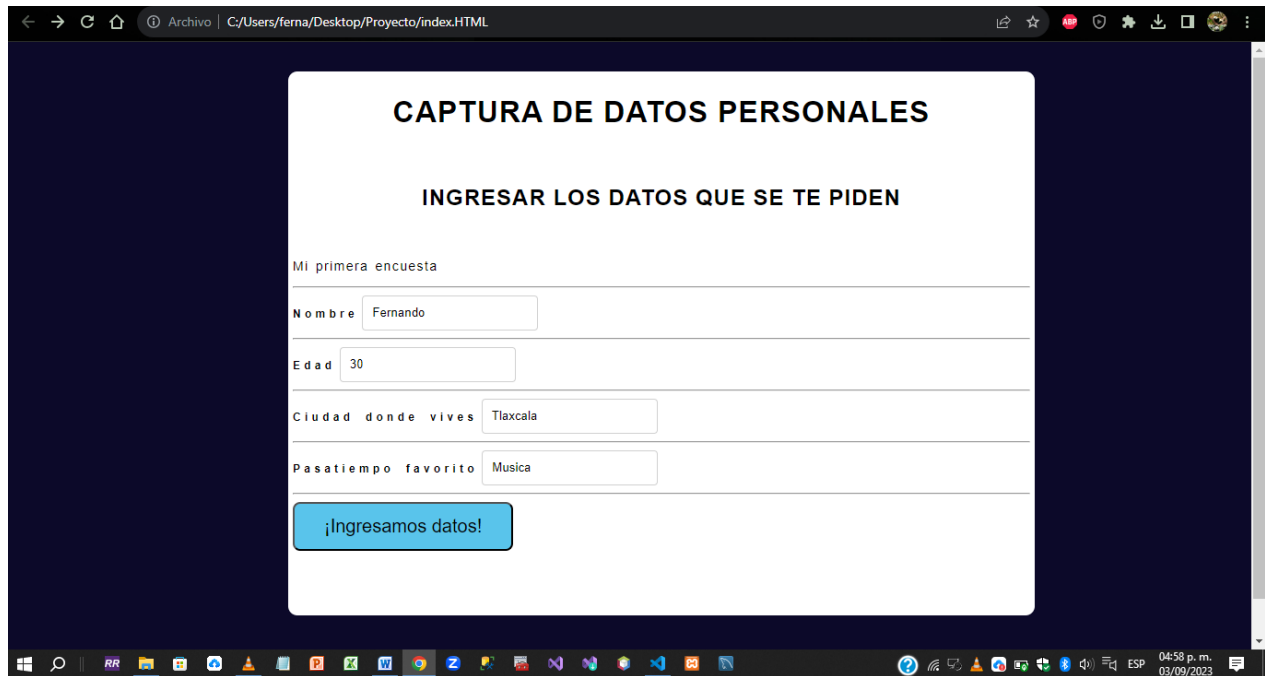 Archivo C:/Users/ferna/Desktop/Proyecto/index.HTML
ABP
CAPTURA DE DATOS PERSONALES
INGRESAR LOS DATOS QUE SE TE PIDEN
Mi primera encuesta
Nombre Fernando
Edad 30
Ciudad donde vives Tlaxcala
Pasatiempo favorito Musica
¡Ingresamos datos!
RR P X W Z ? ESP 04:58 p. m.
03/09/2023